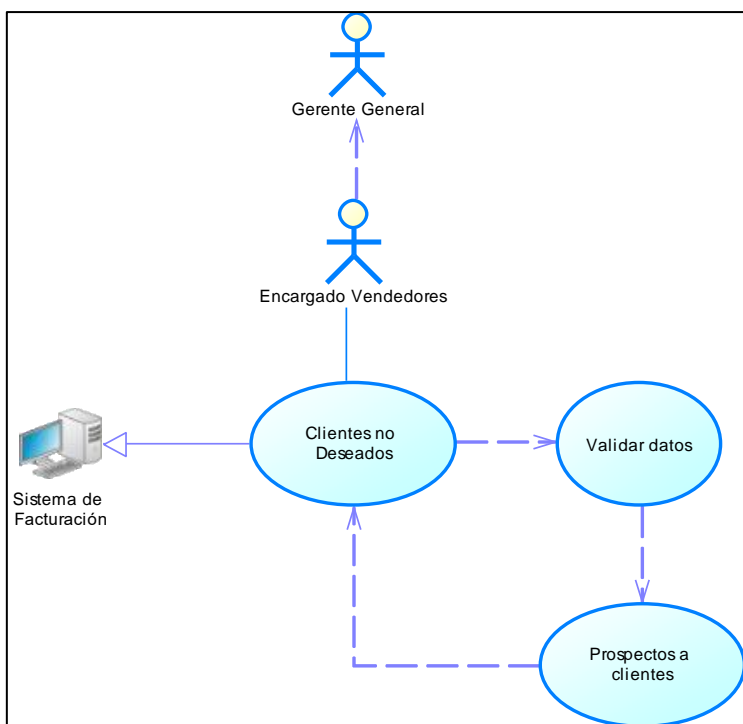 Gerente General
Encargado Vendedores
Clientes no
Deseados
Validar datos
Sistema de
Facturación
Prospectos a
clientes